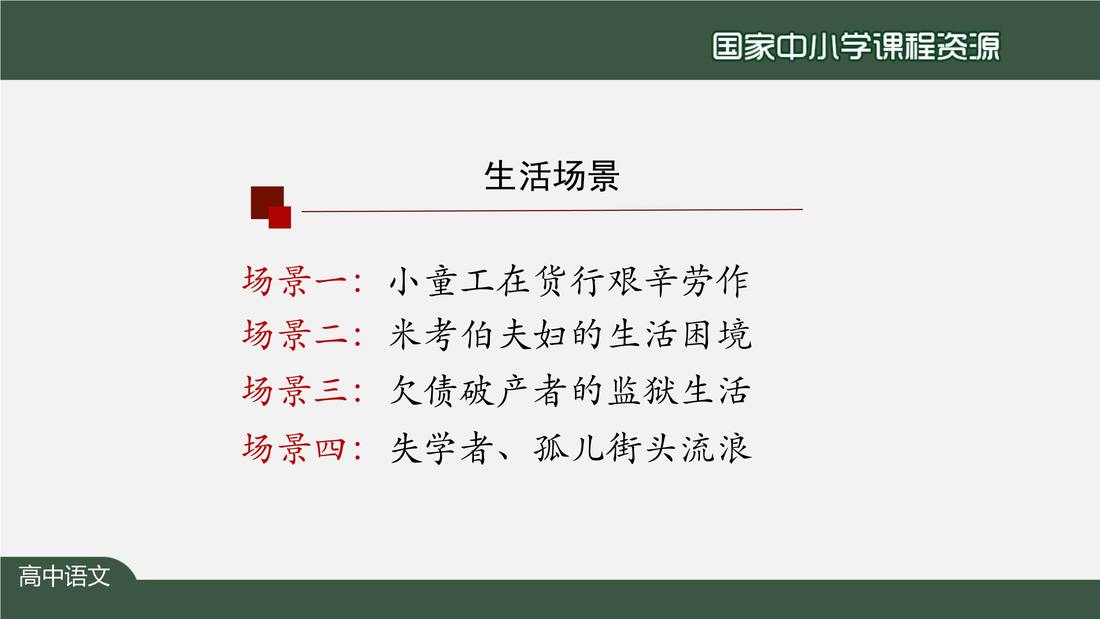 国家中小学课程资源
生活场景
场景一：小童工在货行艰辛劳作
场景二：米考伯夫妇的生活困境
场景三：欠债破产者的监狱生活
场景四：失学者、孤儿街头流浪
高中语文